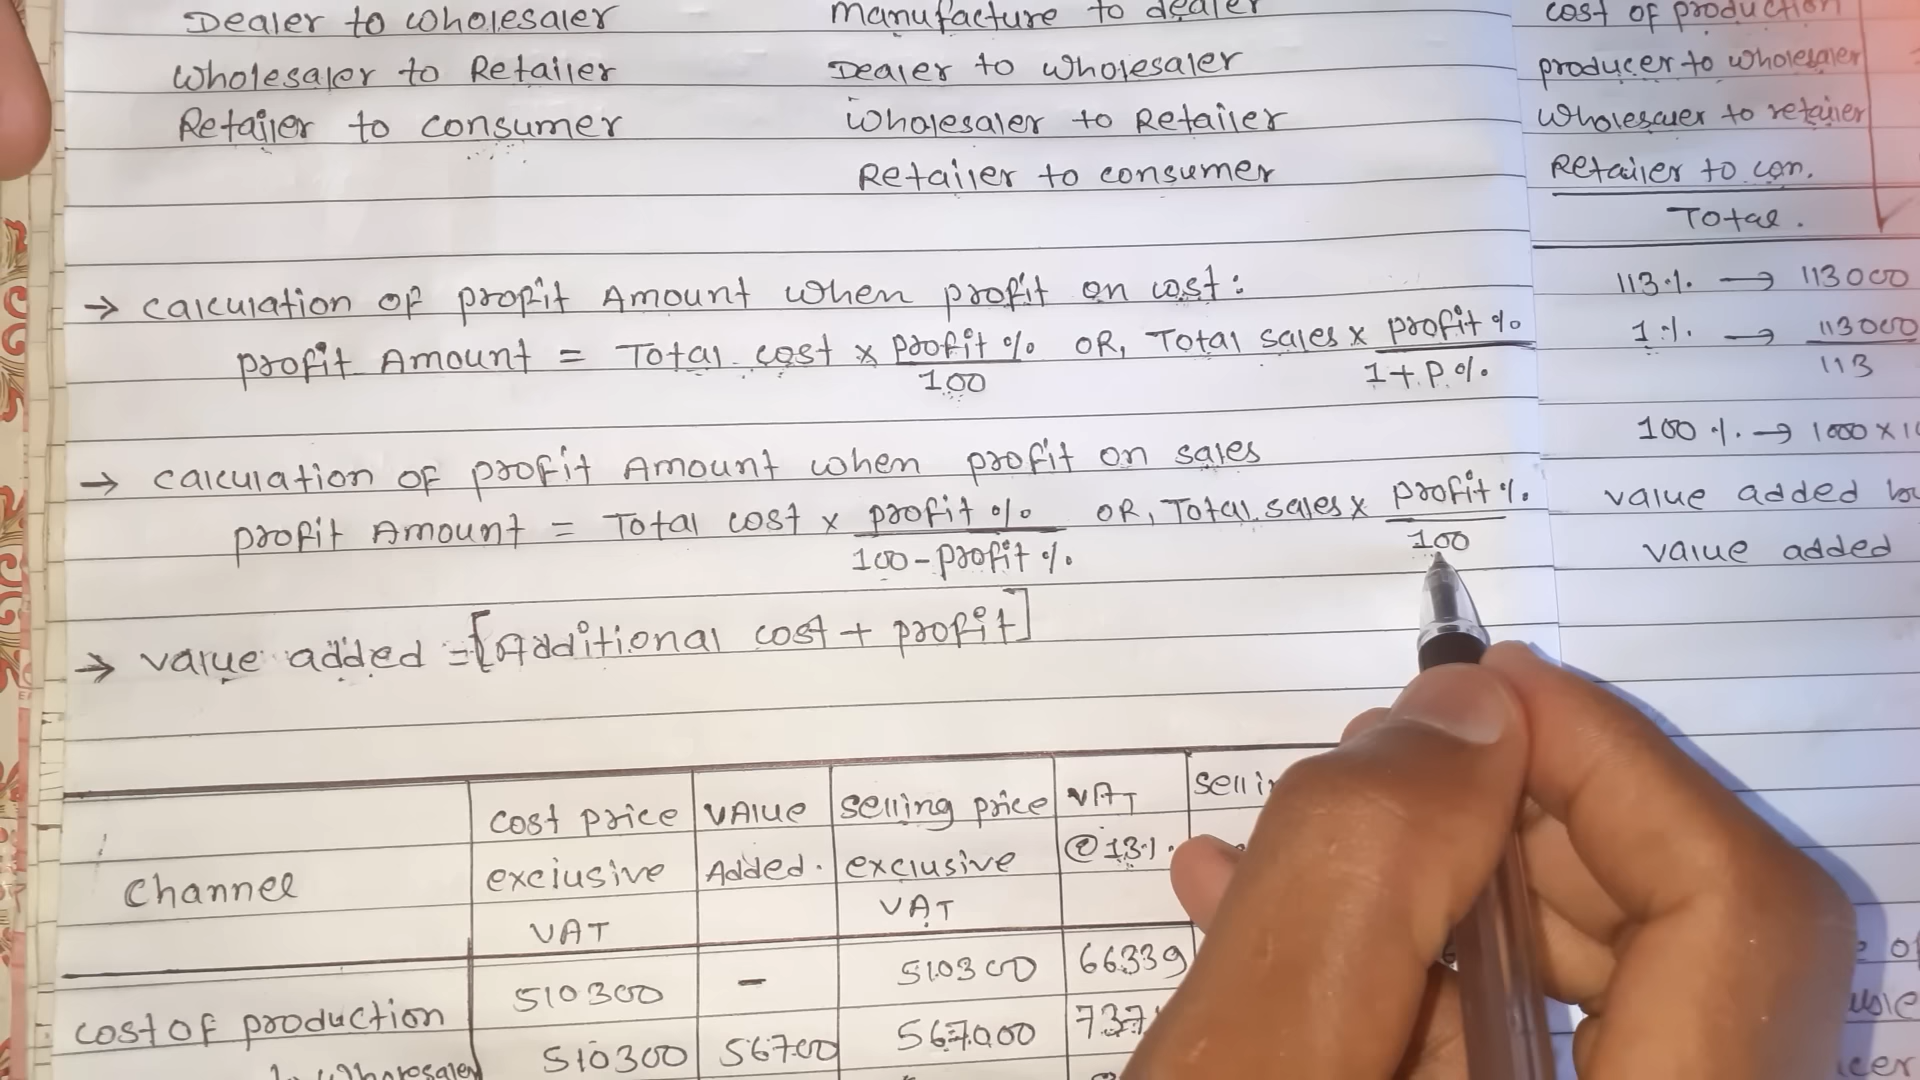 Dealer to wholesaler
Wholesaler to Retailer
Retailer to consumer
manufacture to dealer
Dealer to wholesaler
Wholesaler to Retailer
Retailer to consumer
cost of production
producer to wholesaler
Wholesaler to retailer
Retailer to con.
Total.
→ calculation of profit Amount when profit on cost:
profit Amount = Total cost × profit % / 100 OR, Total sales × profit % / 1+P%
→ calculation of profit Amount when profit on sales
profit Amount = Total cost × profit % / 100-profit % OR, Total sales × profit % / 100
→ value added = [Additional cost + profit]
113% → 113000
1% → 113000 / 113
100% → 1000×1
value added
value added
Channel
cost price exclusive VAT
VAlue Added.
selling price exclusive VAT
VAT @13%.
selli
cost of production 510300 - 510300 66339
wholesaler 510300 56700 567000 737